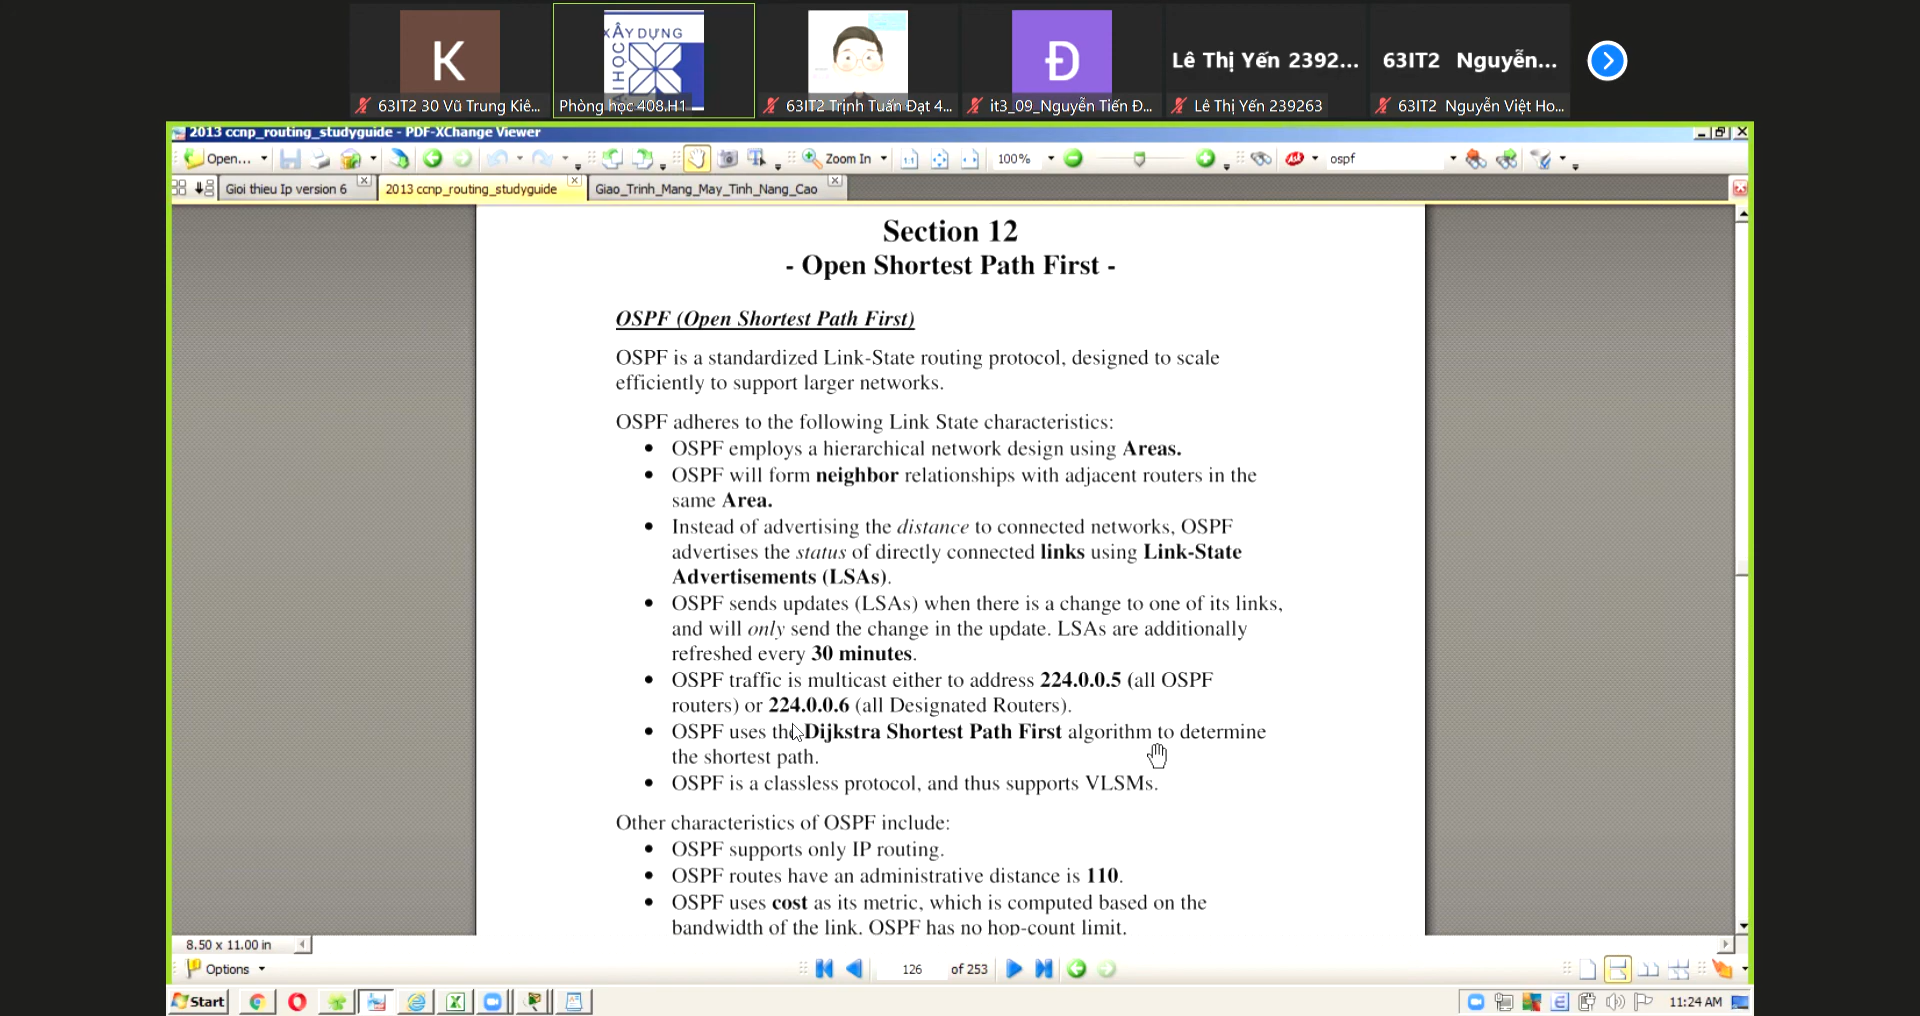 K
XÂY DỰNG
63IT2 30 Vũ Trung Kiê...
Phòng học 408.H1
63IT2 Trịnh Tuấn Đạt 4...
Đ
it3_09_Nguyễn Tiến Đ...
Lê Thị Yến 2392...
Lê Thị Yến 239263
63IT2 Nguyễn...
63IT2 Nguyễn Việt Ho...
2013 ccnp_routing_studyguide - PDF-XChange Viewer
Open...
Zoom In
100%
ospf
Gioi thieu Ip version 6
2013 ccnp_routing_studyguide
Giao_Trinh_Mang_May_Tinh_Nang_Cao
Section 12
- Open Shortest Path First -
OSPF (Open Shortest Path First)
OSPF is a standardized Link-State routing protocol, designed to scale
efficiently to support larger networks.
OSPF adheres to the following Link State characteristics:
• OSPF employs a hierarchical network design using Areas.
• OSPF will form neighbor relationships with adjacent routers in the
same Area.
• Instead of advertising the distance to connected networks, OSPF
advertises the status of directly connected links using Link-State
Advertisements (LSAs).
• OSPF sends updates (LSAs) when there is a change to one of its links,
and will only send the change in the update. LSAs are additionally
refreshed every 30 minutes.
• OSPF traffic is multicast either to address 224.0.0.5 (all OSPF
routers) or 224.0.0.6 (all Designated Routers).
• OSPF uses the Dijkstra Shortest Path First algorithm to determine
the shortest path.
• OSPF is a classless protocol, and thus supports VLSMs.
Other characteristics of OSPF include:
• OSPF supports only IP routing.
• OSPF routes have an administrative distance is 110.
• OSPF uses cost as its metric, which is computed based on the
bandwidth of the link. OSPF has no hop-count limit.
8.50 x 11.00 in
Options
126
of 253
Start
11:24 AM